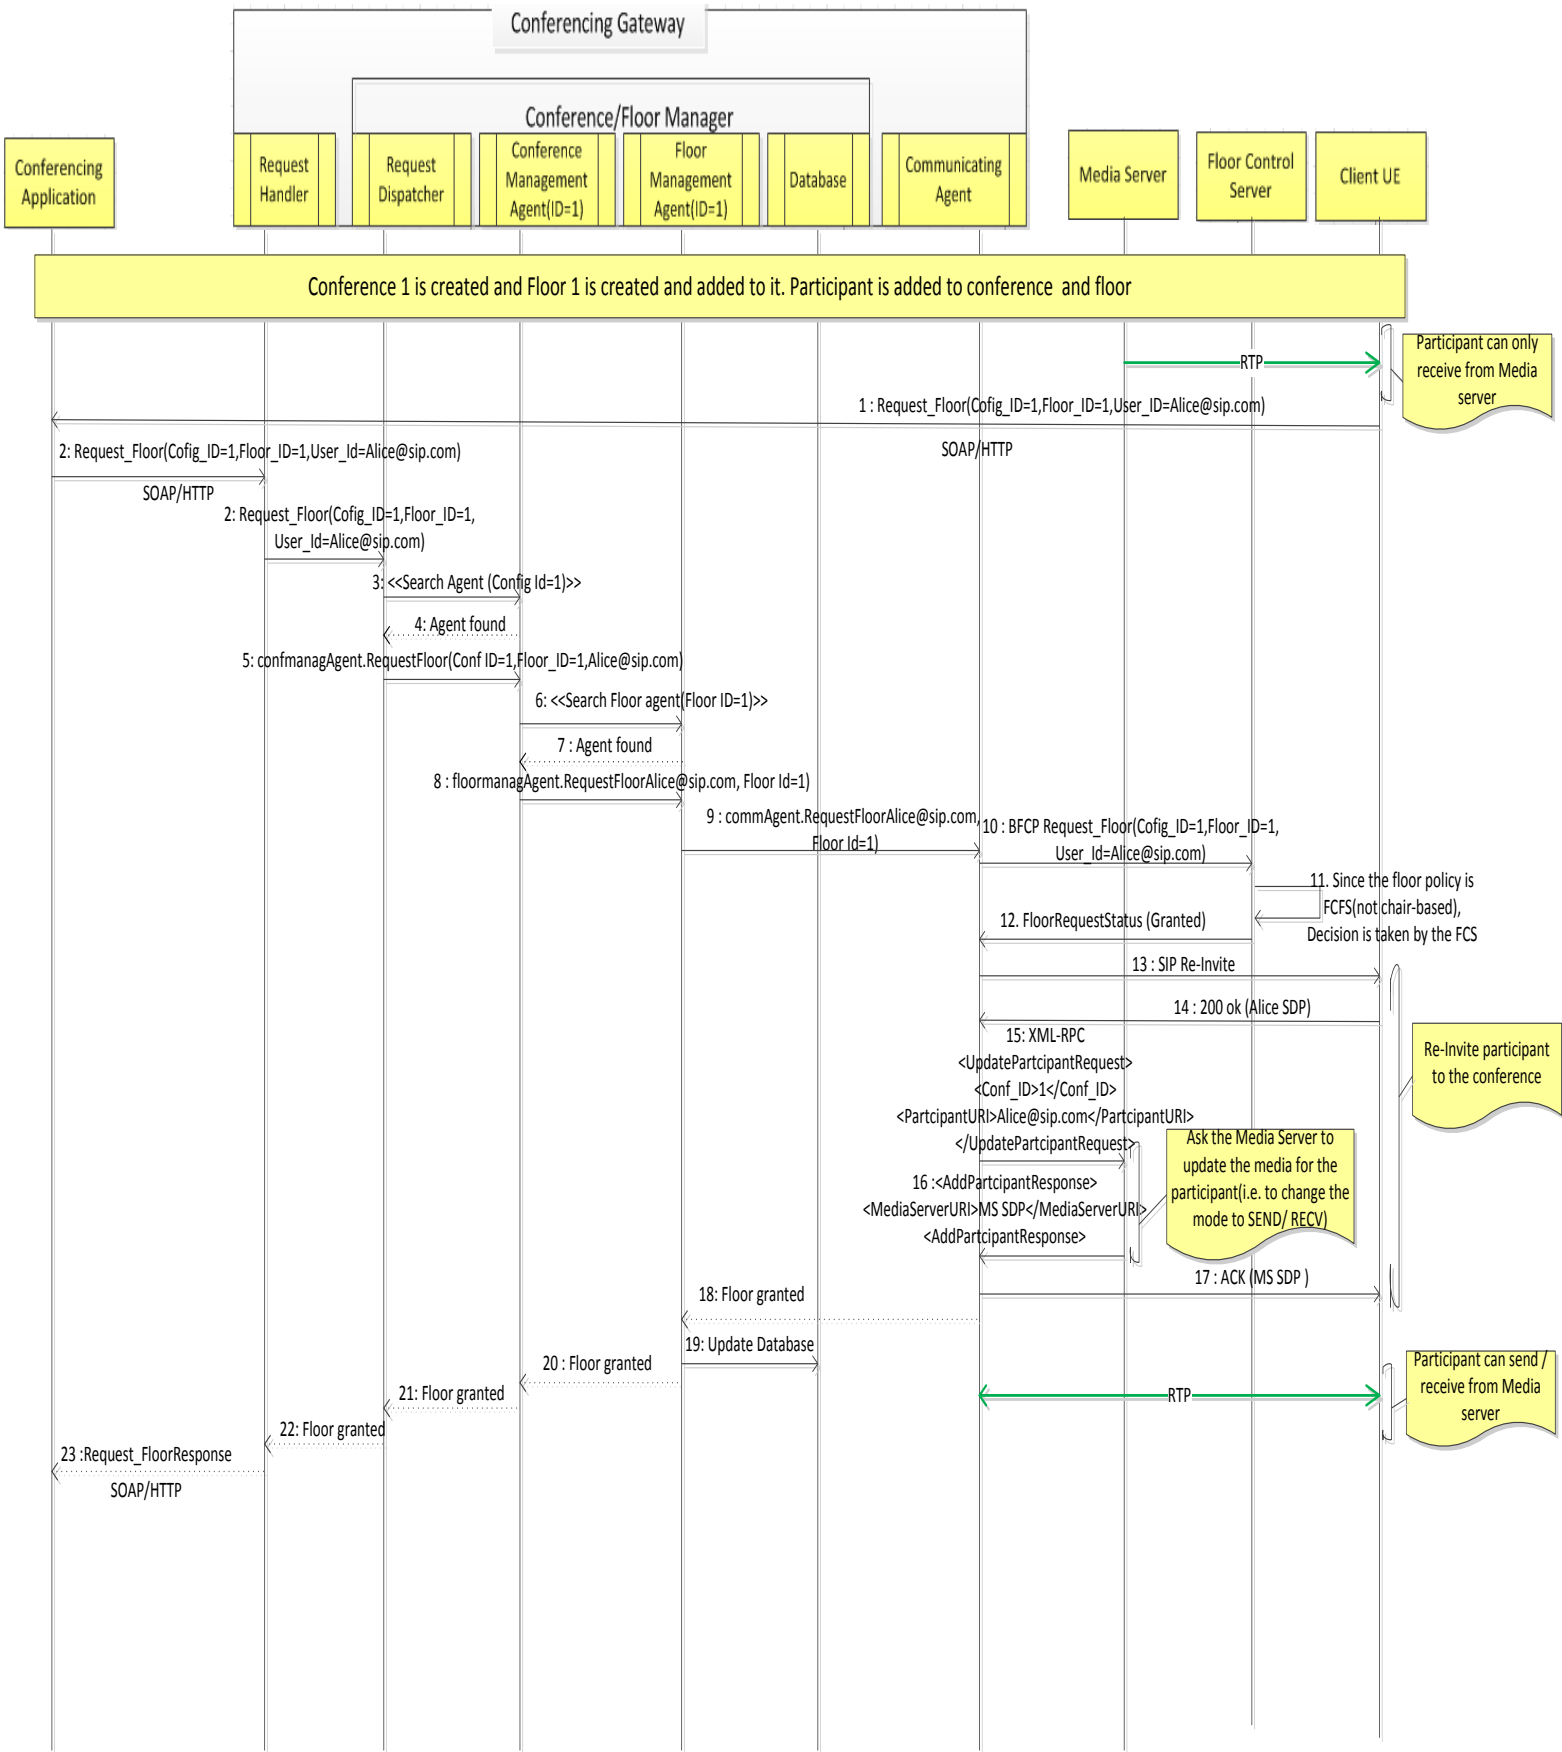 Conferencing Gateway
Conference/Floor Manager
Conferencing
Application
Request
Handler
Request
Dispatcher
Conference
Management
Agent(ID=1)
Floor
Management
Agent(ID=1)
Database
Communicating
Agent
Media Server
Floor Control
Server
Client UE
Conference 1 is created and Floor 1 is created and added to it. Participant is added to conference and floor
RTP
Participant can only
receive from Media
server
1 : Request_Floor(Cofig_ID=1,Floor_ID=1,User_ID=Alice@sip.com)
SOAP/HTTP
2: Request_Floor(Cofig_ID=1,Floor_ID=1,User_Id=Alice@sip.com)
SOAP/HTTP
2: Request_Floor(Cofig_ID=1,Floor_ID=1,
User_Id=Alice@sip.com)
3: <<Search Agent (Config Id=1)>>
4: Agent found
5: confmanagAgent.RequestFloor(Conf ID=1,Floor_ID=1,Alice@sip.com)
6: <<Search Floor agent(Floor ID=1)>>
7 : Agent found
8 : floormanagAgent.RequestFloorAlice@sip.com, Floor Id=1)
9 : commAgent.RequestFloorAlice@sip.com,
Floor Id=1)
10 : BFCP Request_Floor(Cofig_ID=1,Floor_ID=1,
User_Id=Alice@sip.com)
11. Since the floor policy is
FCFS(not chair-based),
Decision is taken by the FCS
12. FloorRequestStatus (Granted)
13 : SIP Re-Invite
14 : 200 ok (Alice SDP)
15: XML-RPC
<UpdatePartcipantRequest>
<Conf_ID>1</Conf_ID>
<PartcipantURI>Alice@sip.com</PartcipantURI>
</UpdatePartcipantRequest>
Re-Invite participant
to the conference
Ask the Media Server to
update the media for the
participant(i.e. to change the
mode to SEND/ RECV)
16 :<AddPartcipantResponse>
<MediaServerURI>MS SDP</MediaServerURI>
<AddPartcipantResponse>
17 : ACK (MS SDP )
18: Floor granted
19: Update Database
20 : Floor granted
21: Floor granted
22: Floor granted
23 :Request_FloorResponse
SOAP/HTTP
RTP
Participant can send /
receive from Media
server